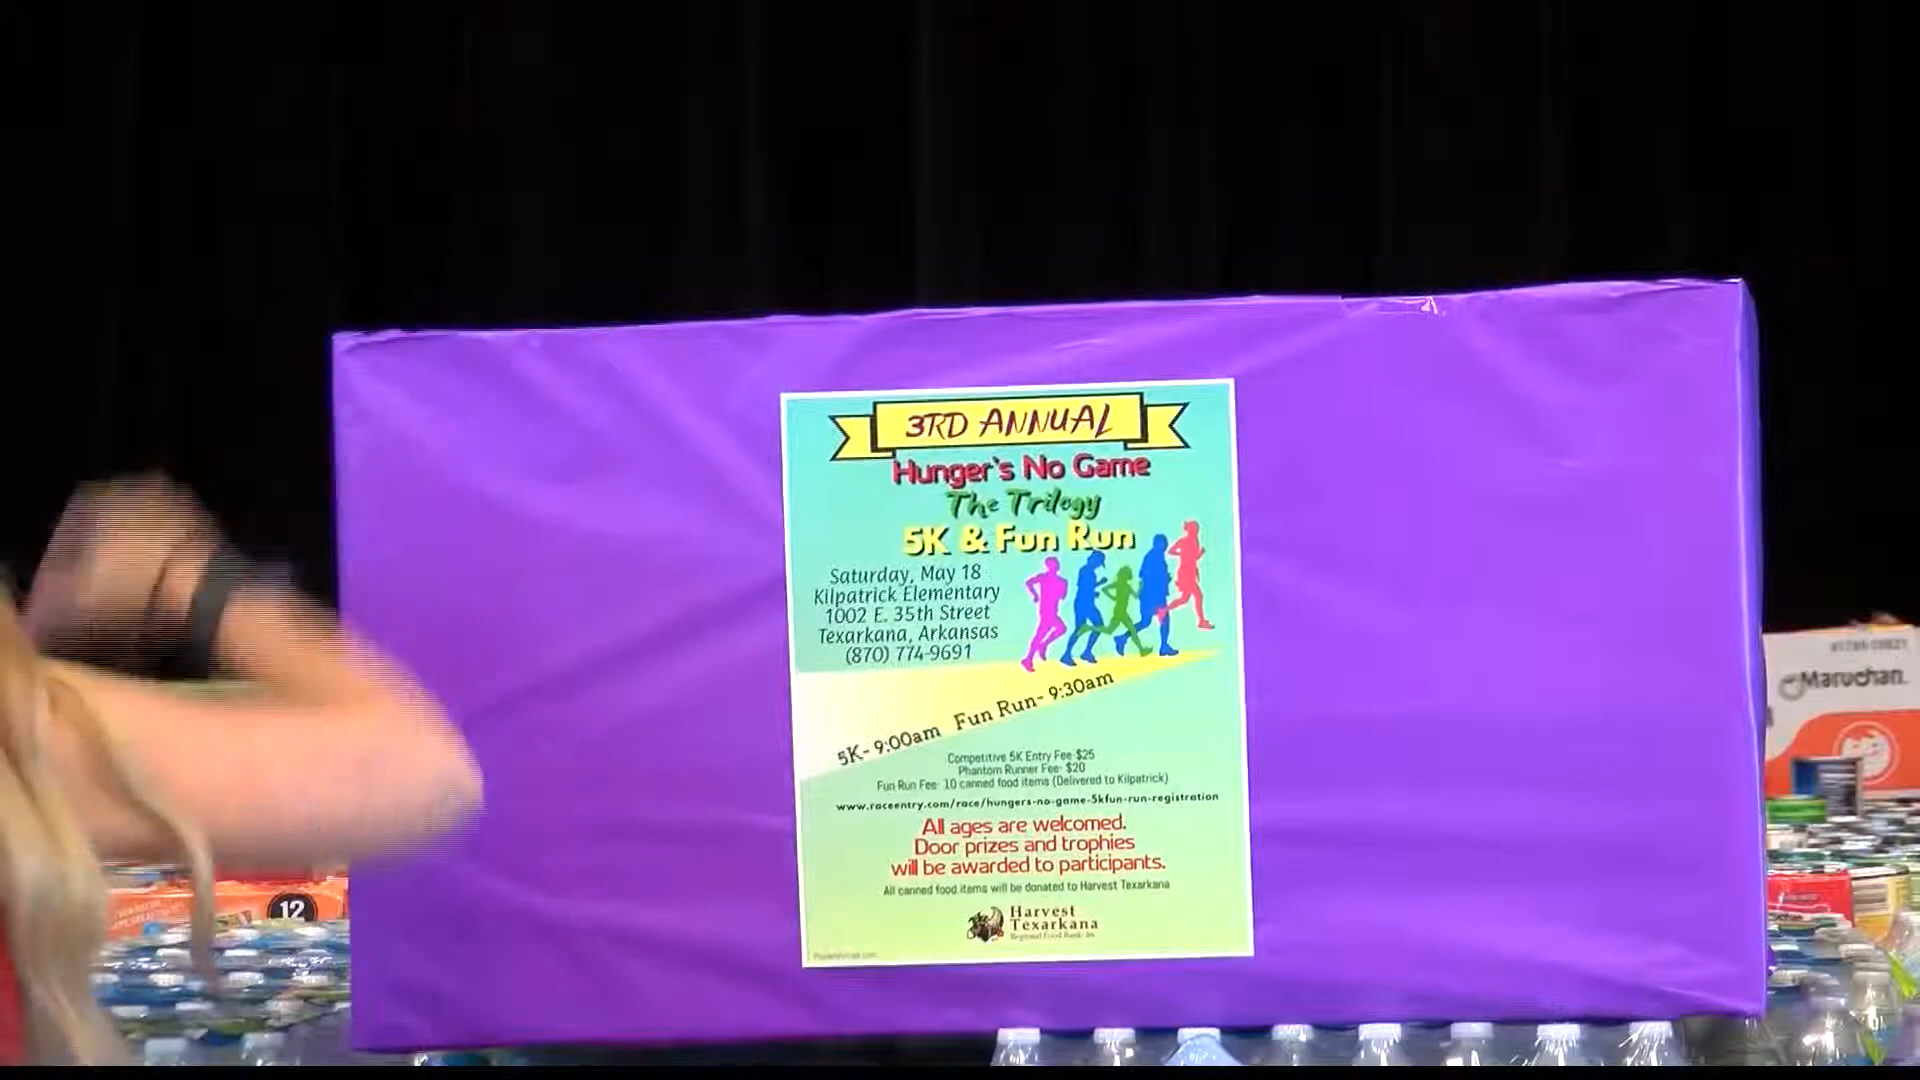 3RD ANNUAL
Hunger's No Game
The Trilogy
5K & Fun Run
Saturday, May 18
Kilpatrick Elementary
1002 E. 35th Street
Texarkana, Arkansas
(870) 774-9691
5K- 9:00am Fun Run- 9:30am
Competitive 5K Entry Fee-$25
Phantom Runner Fee- $20
Fun Run Fee- 10 canned food items (Delivered to Kilpatrick)
www.raceentry.com/race/hungers-no-game-5kfun-run-registration
All ages are welcomed.
Door prizes and trophies
will be awarded to participants.
All canned food items will be donated to Harvest Texarkana
Harvest
Texarkana
Regional Food Bank, Inc
Maruchan
12